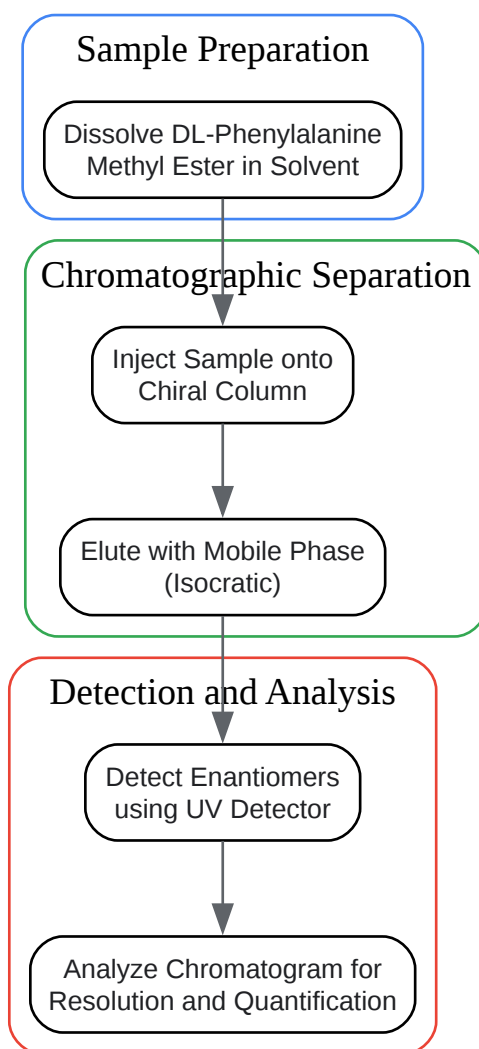 Sample Preparation
Dissolve DL-Phenylalanine
Methyl Ester in Solvent
Chromatographic Separation
Inject Sample onto
Chiral Column
Elute with Mobile Phase
(Isocratic)
Detection and Analysis
Detect Enantiomers
using UV Detector
Analyze Chromatogram for
Resolution and Quantification